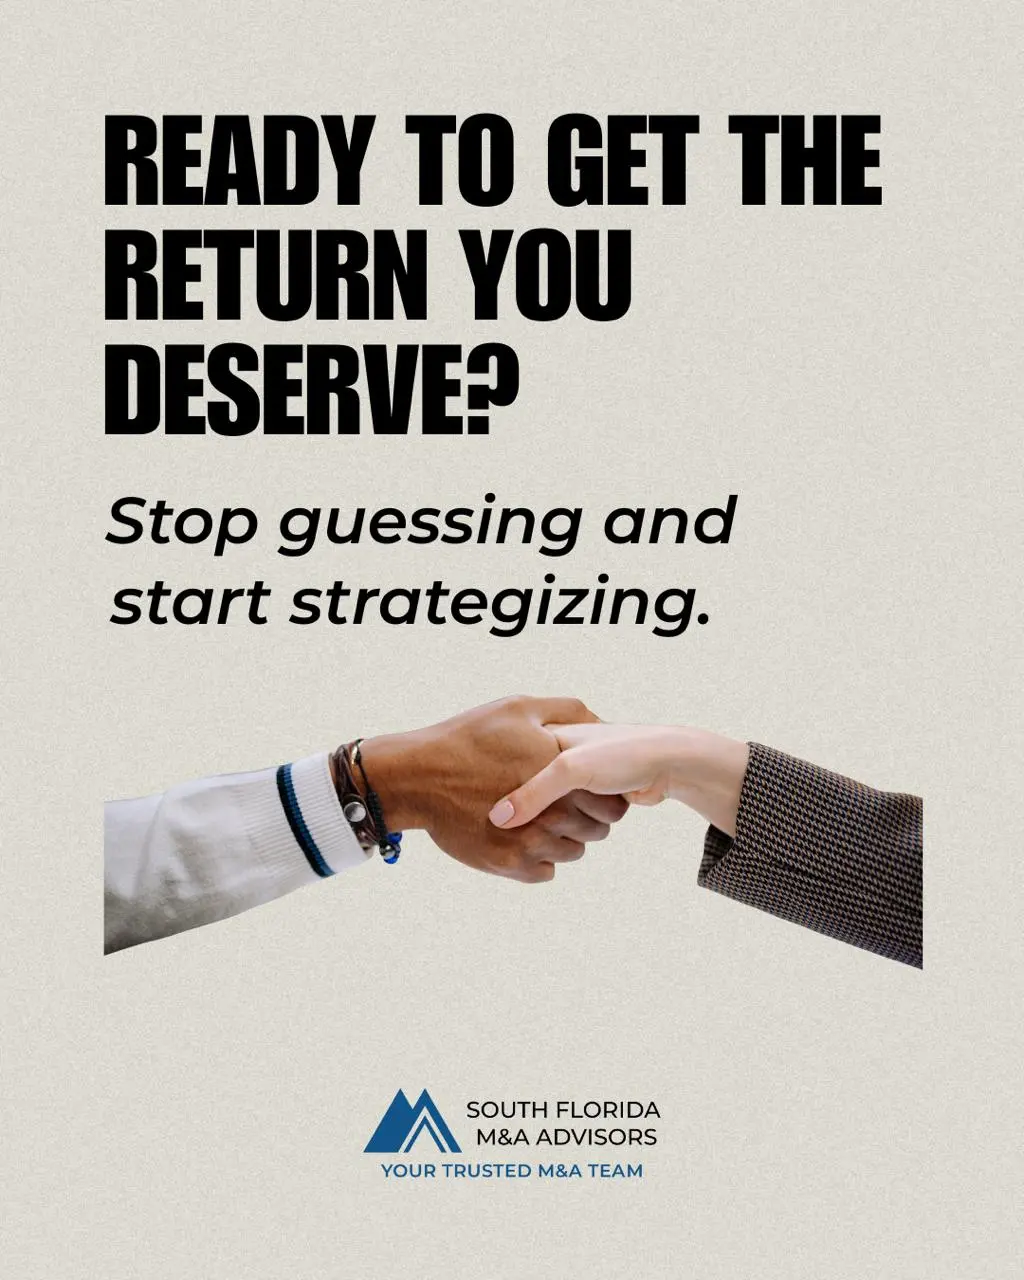 READY TO GET THE
RETURN YOU
DESERVE?
Stop guessing and
start strategizing.
SOUTH FLORIDA
M&A ADVISORS
YOUR TRUSTED M&A TEAM